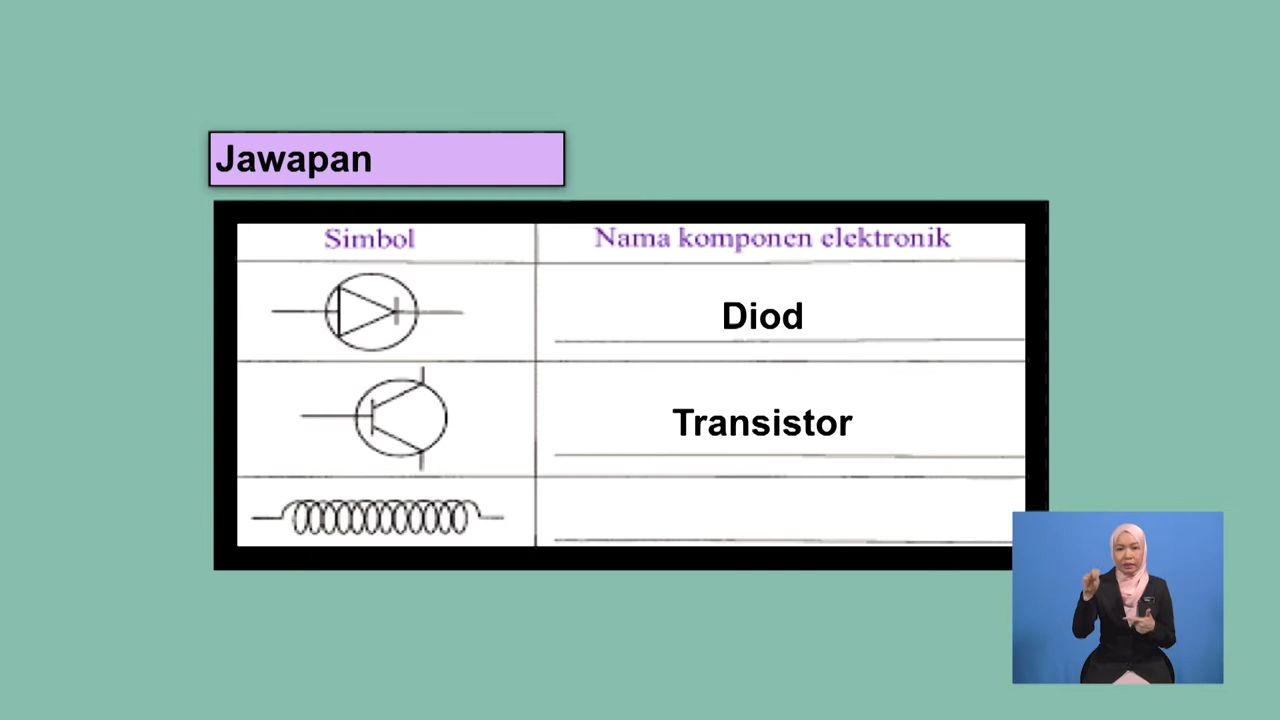 Jawapan
Simbol
Nama komponen elektronik
Diod
Transistor